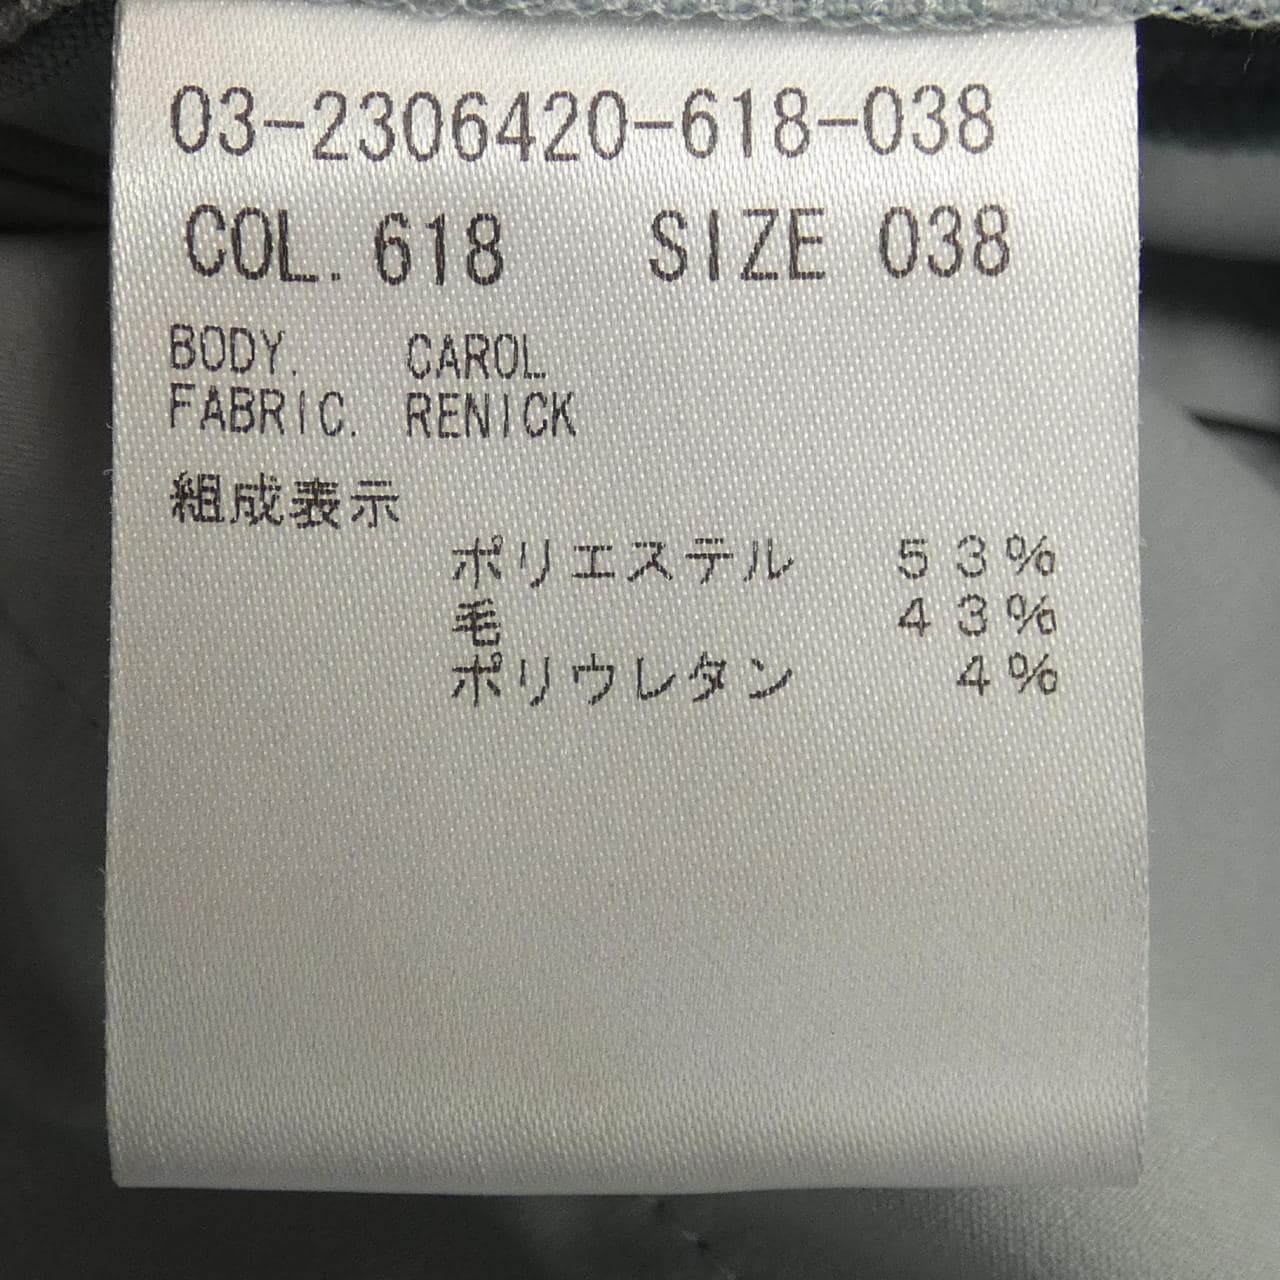 03-2306420-618-038
COL. 618 SIZE 038
BODY. CAROL
FABRIC. RENICK
組成表示
ポリエステル 53%
毛 43%
ポリウレタン 4%